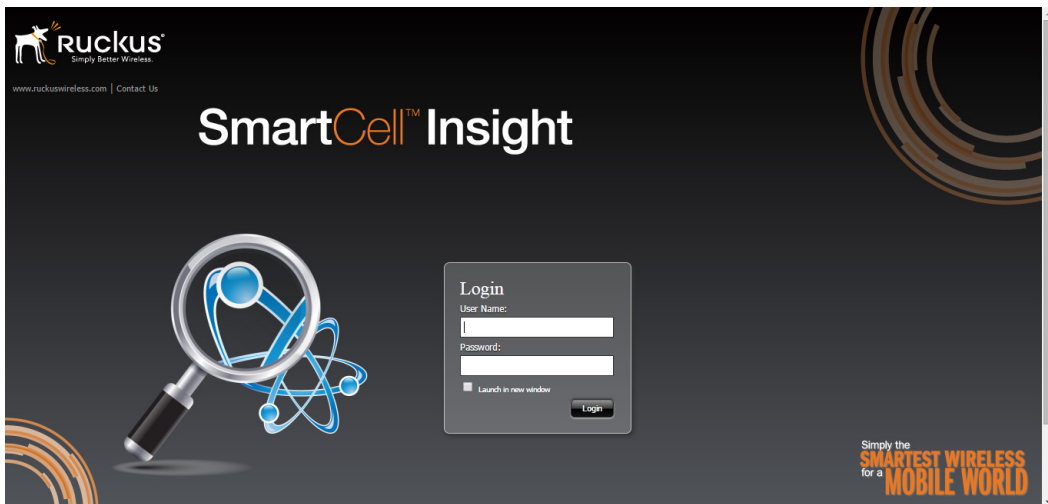 Ruckus®
Simply Better Wireless.
www.ruckuswireless.com | Contact Us
SmartCell™ Insight
Login
User Name:
Password:
Launch in new window
Login
Simply the
SMARTEST WIRELESS
for a MOBILE WORLD